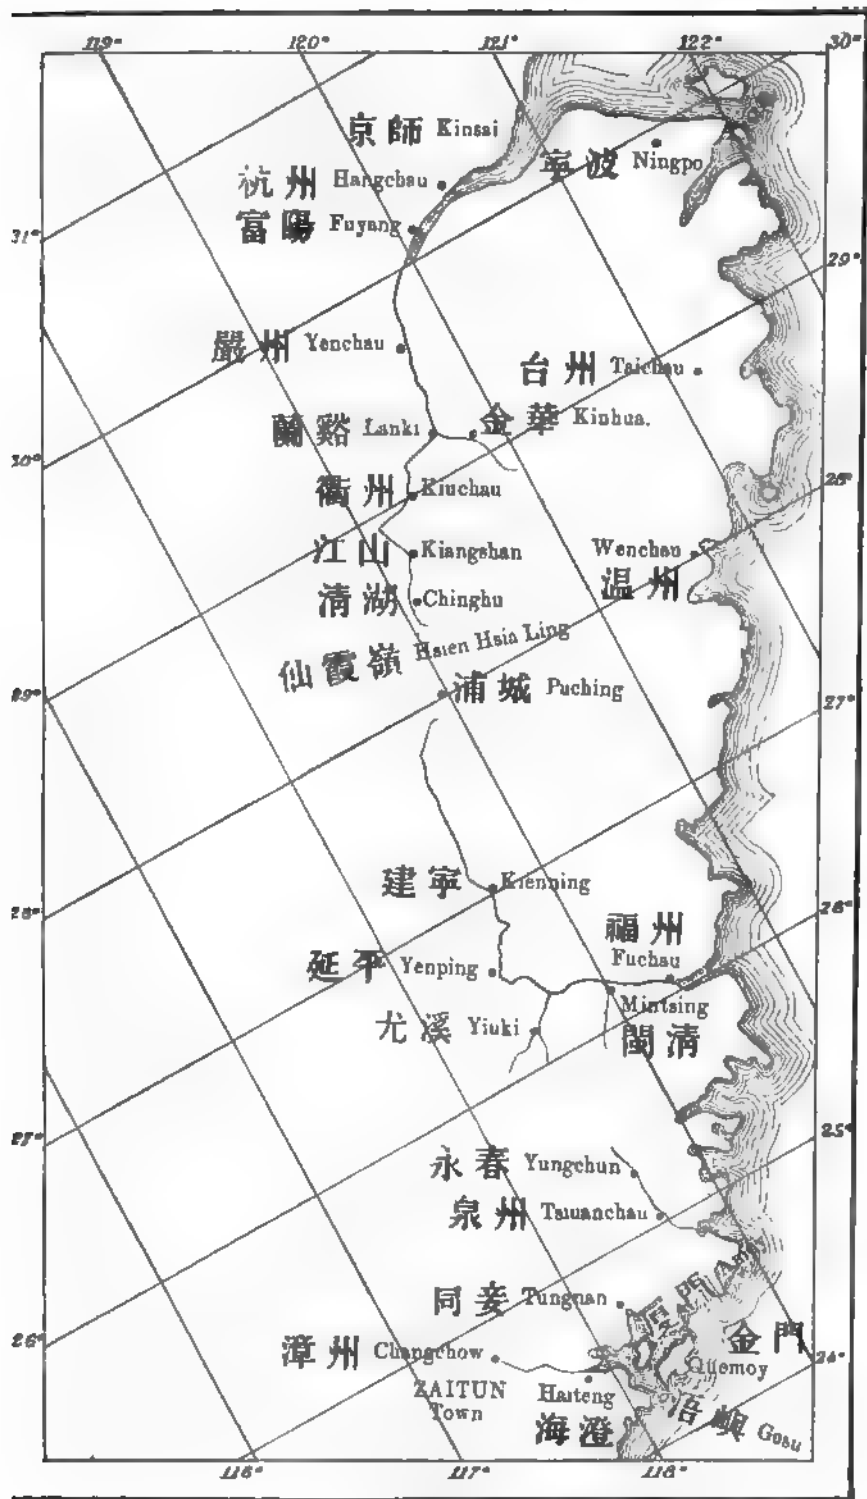 119° 120° 121° 122° 30°
京師 Kinsai
寧波 Ningpo
杭州 Hangchau
富陽 Fuyang
31°
29°
嚴州 Yenchau
台州 Taichau
蘭谿 Lanki
金華 Kinhua.
30°
28°
衢州 Kiuchau
江山 Kiangshan
Wenchau
温州
清湖 Chinghu
仙霞嶺 Hsien Hsia Ling
浦城 Puching
29°
27°
建寧 Kienning
28°
26°
福州
Fuchau
延平 Yenping
Mintsing
閩清
尤溪 Yiuki
27°
25°
永春 Yungchun
泉州 Tsiuanchau
厦門
同安 Tungnan
26°
金門
Quemoy
漳州 Changchow
24°
ZAITUN
Town
Haiteng
海澄
浯嶼 Gosu
116° 117° 118°